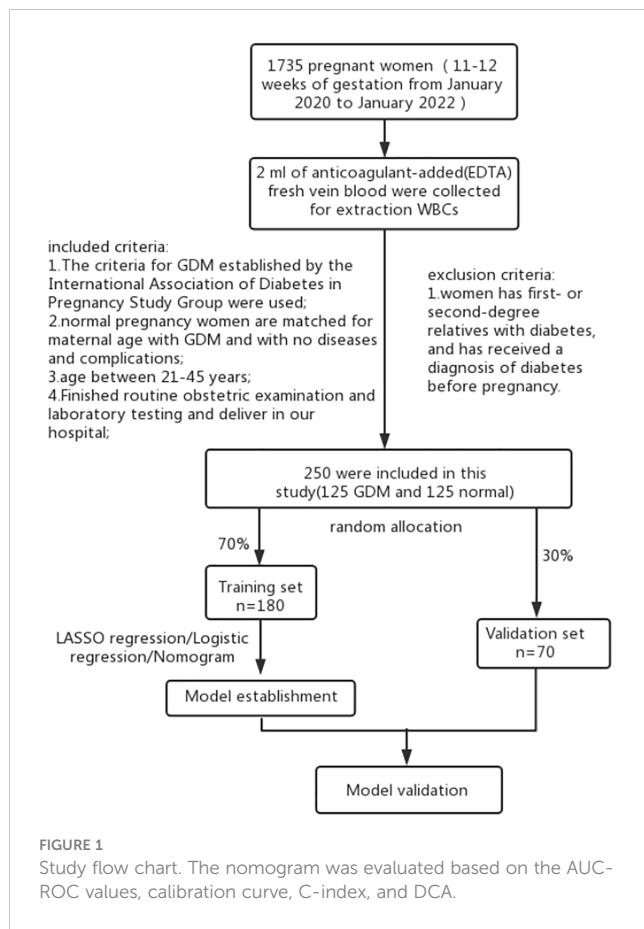 1735 pregnant women ( 11-12
weeks of gestation from January
2020 to January 2022 )
2 ml of anticoagulant-added(EDTA)
fresh vein blood were collected
for extraction WBCs
included criteria:
1.The criteria for GDM established by the
International Association of Diabetes in
Pregnancy Study Group were used;
2.normal pregnancy women are matched for
maternal age with GDM and with no diseases
and complications;
3.age between 21-45 years;
4.Finished routine obstetric examination and
laboratory testing and deliver in our
hospital;
exclusion criteria:
1.women has first- or
second-degree
relatives with diabetes,
and has received a
diagnosis of diabetes
before pregnancy.
250 were included in this
study(125 GDM and 125 normal)
random allocation
70%
30%
Training set
n=180
Validation set
n=70
LASSO regression/Logistic
regression/Nomogram
Model establishment
Model validation
FIGURE 1
Study flow chart. The nomogram was evaluated based on the AUC-
ROC values, calibration curve, C-index, and DCA.